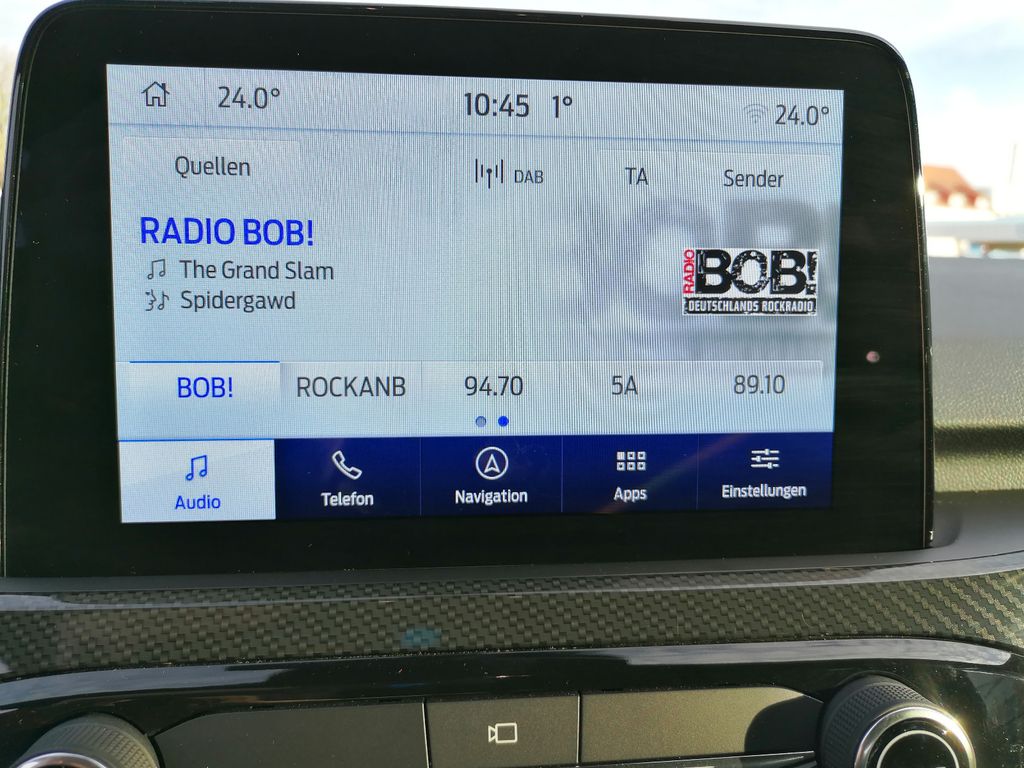 24.0° 10:45 1° 24.0°
Quellen DAB TA Sender
RADIO BOB!
The Grand Slam
Spidergawd
RADIO BOB!
DEUTSCHLANDS ROCKRADIO
BOB! ROCKANB 94.70 5A 89.10
Audio Telefon Navigation Apps Einstellungen